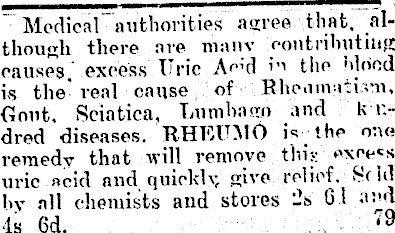 Medical authorities agree that, al-
though there are many contributing
causes, excess Uric Acid in the blood
is the real cause of Rheumatism,
Gout, Sciatica, Lumbago and kin-
dred diseases. RHEUMO is the one
remedy that will remove this excess
uric acid and quickly give relief. Sold
by all chemists and stores 2s 6d and
4s 6d. 79